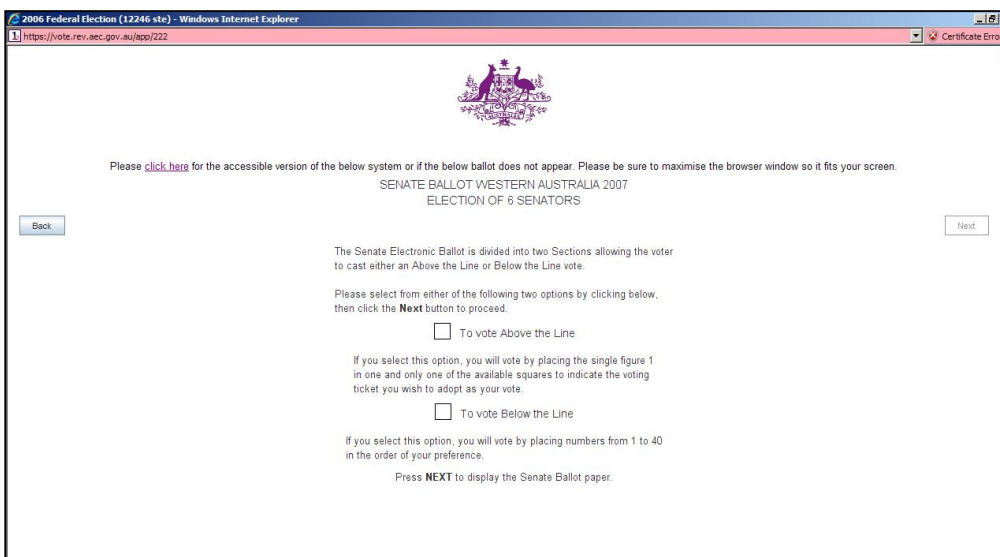 2006 Federal Election (12246 ste) - Windows Internet Explorer
https://vote.rev.aec.gov.au/app/222
Certificate Erro
AUSTRALIA
Please click here for the accessible version of the below system or if the below ballot does not appear. Please be sure to maximise the browser window so it fits your screen.
SENATE BALLOT WESTERN AUSTRALIA 2007
ELECTION OF 6 SENATORS
Back
Next
The Senate Electronic Ballot is divided into two Sections allowing the voter
to cast either an Above the Line or Below the Line vote.
Please select from either of the following two options by clicking below,
then click the Next button to proceed.
To vote Above the Line
If you select this option, you will vote by placing the single figure 1
in one and only one of the available squares to indicate the voting
ticket you wish to adopt as your vote.
To vote Below the Line
If you select this option, you will vote by placing numbers from 1 to 40
in the order of your preference.
Press NEXT to display the Senate Ballot paper.